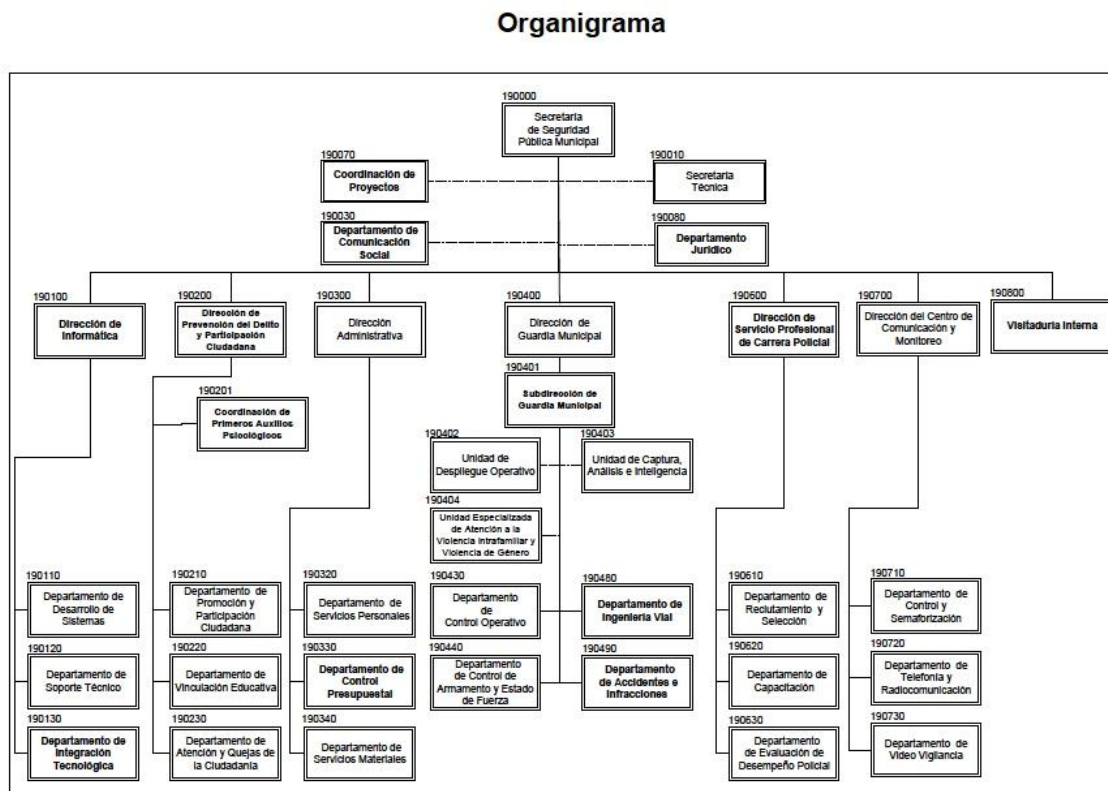 Organigrama
190000
Secretaría
de Seguridad
Pública Municipal
190070
Coordinación de
Proyectos
190010
Secretaria
Técnica
190030
Departamento de
Comunicación
Social
190080
Departamento
Jurídico
190100
Dirección de
Informática
190200
Dirección de
Prevención del Delito
y Participación
Ciudadana
190300
Dirección
Administrativa
190400
Dirección de
Guardia Municipal
190600
Dirección de
Servicio Profesional
de Carrera Policial
190700
Dirección del Centro de
Comunicación y
Monitoreo
190800
Visitaduria Interna
190401
Subdirección de
Guardia Municipal
190201
Coordinación de
Primeros Auxilios
Psicológicos
190402
Unidad de
Despliegue Operativo
190403
Unidad de Captura,
Análisis e Inteligencia
190404
Unidad Especializada
de Atención a la
Violencia Intrafamiliar y
Violencia de Género
190110
Departamento de
Desarrollo de
Sistemas
190210
Departamento de
Promoción y
Participación
Ciudadana
190320
Departamento de
Servicios Personales
190430
Departamento
de
Control Operativo
190480
Departamento de
Ingeniería Vial
190610
Departamento
de Reclutamiento y
Selección
190710
Departamento de
Control y
Semaforización
190120
Departamento de
Soporte Técnico
190220
Departamento de
Vinculación Educativa
190330
Departamento de
Control
Presupuestal
190440
Departamento
de Control de
Armamento y Estado
de Fuerza
190490
Departamento
de Accidentes e
Infracciones
190620
Departamento de
Capacitación
190720
Departamento de
Telefonía y
Radiocomunicación
190130
Departamento de
Integración
Tecnológica
190230
Departamento de
Atención y Quejas de
la Ciudadanía
190340
Departamento de
Servicios Materiales
190630
Departamento
de Evaluación de
Desempeño Policial
190730
Departamento de
Video Vigilancia